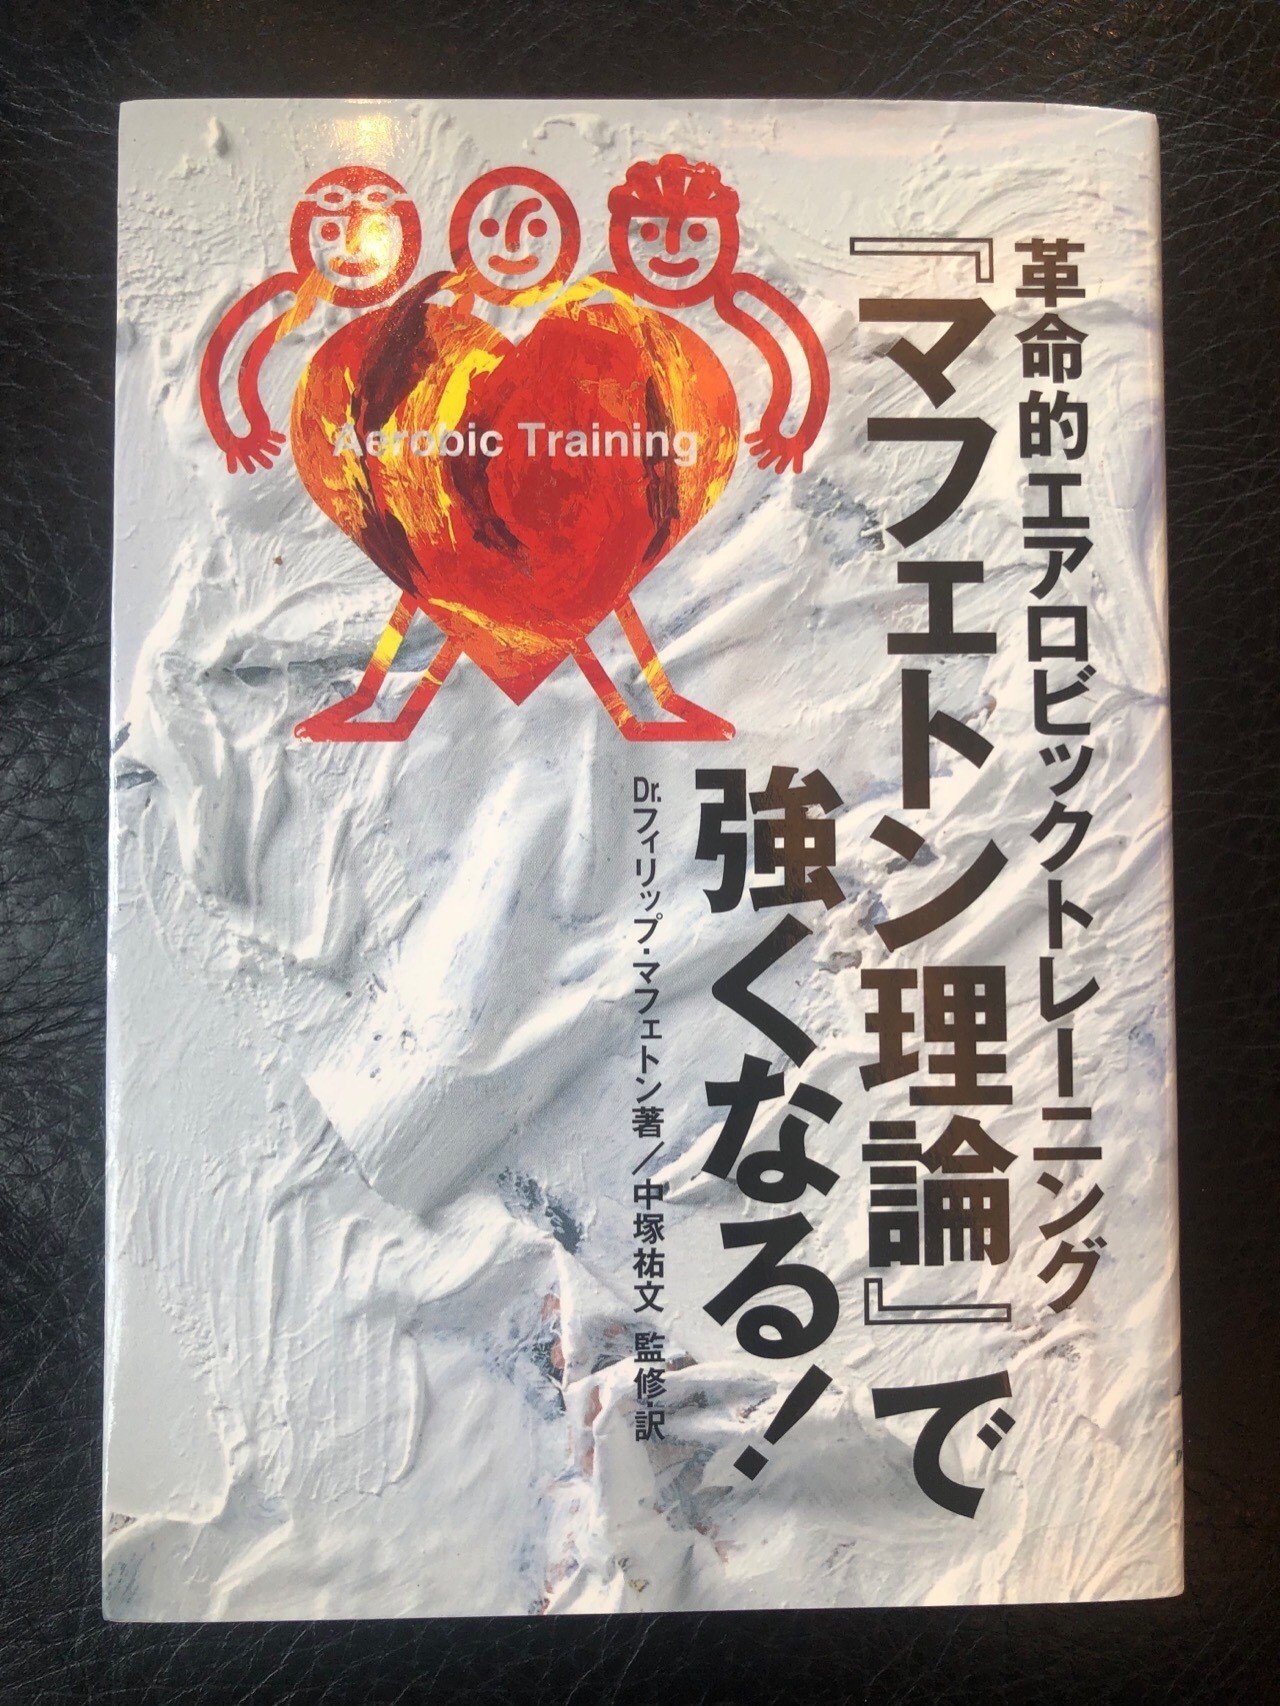 革命的エアロビックトレーニング
『マフェトン理論』で
強くなる!
Dr.フィリップ・マフェトン著/中塚祐文 監修・訳
Aerobic Training